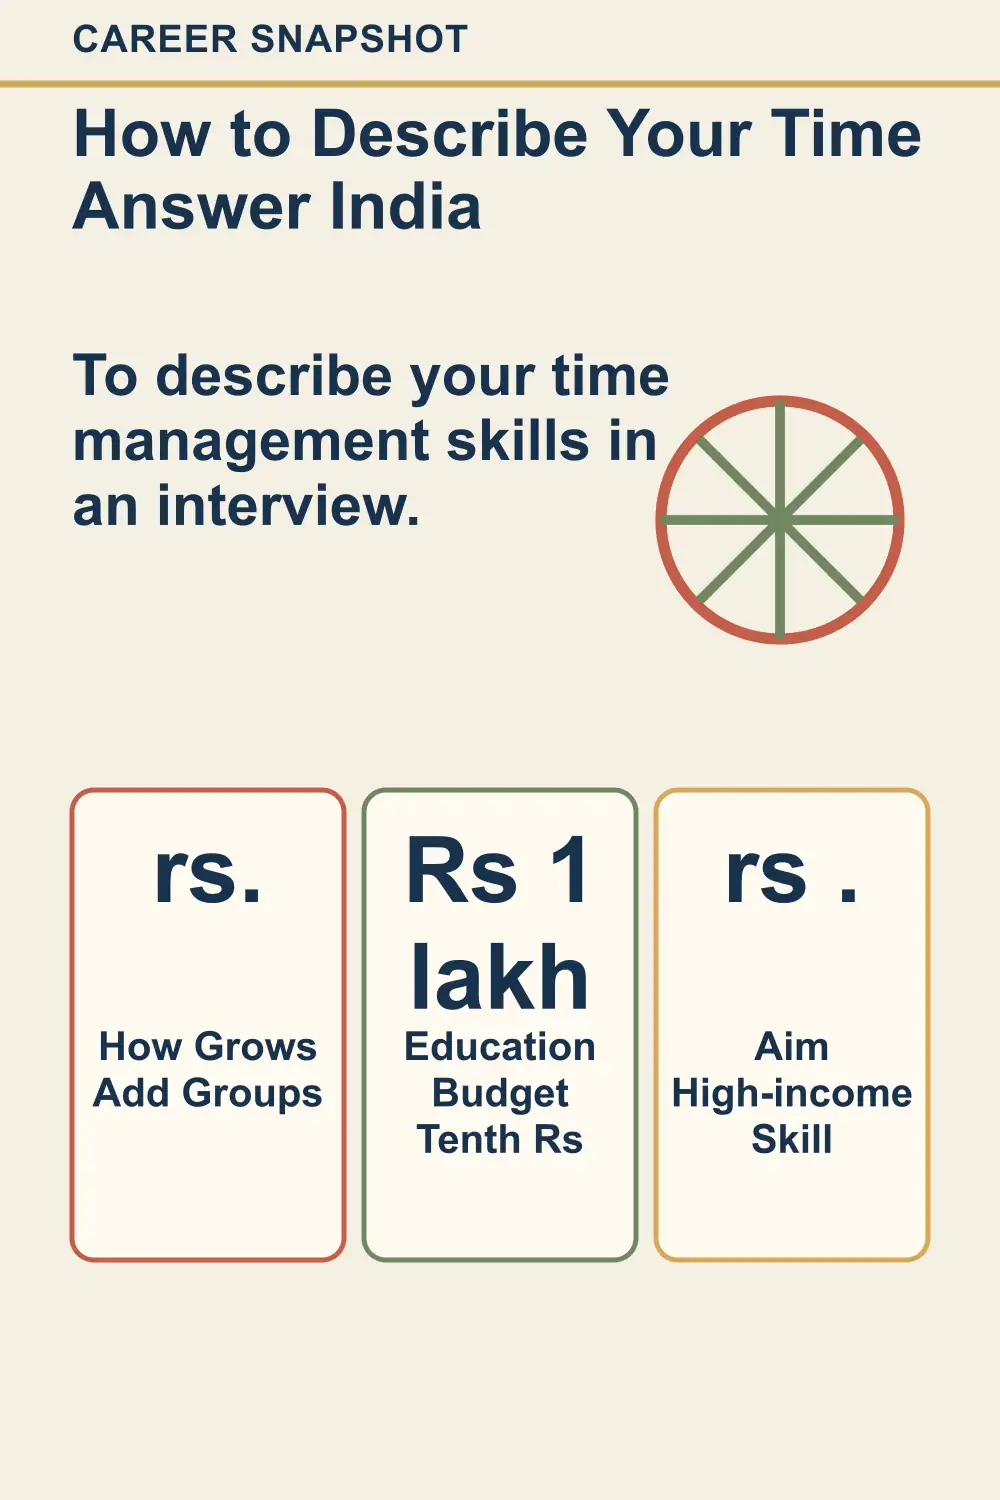 CAREER SNAPSHOT
How to Describe Your Time
Answer India
To describe your time
management skills in
an interview.
rs.
How Grows
Add Groups
Rs 1
lakh
Education
Budget
Tenth Rs
rs .
Aim
High-income
Skill